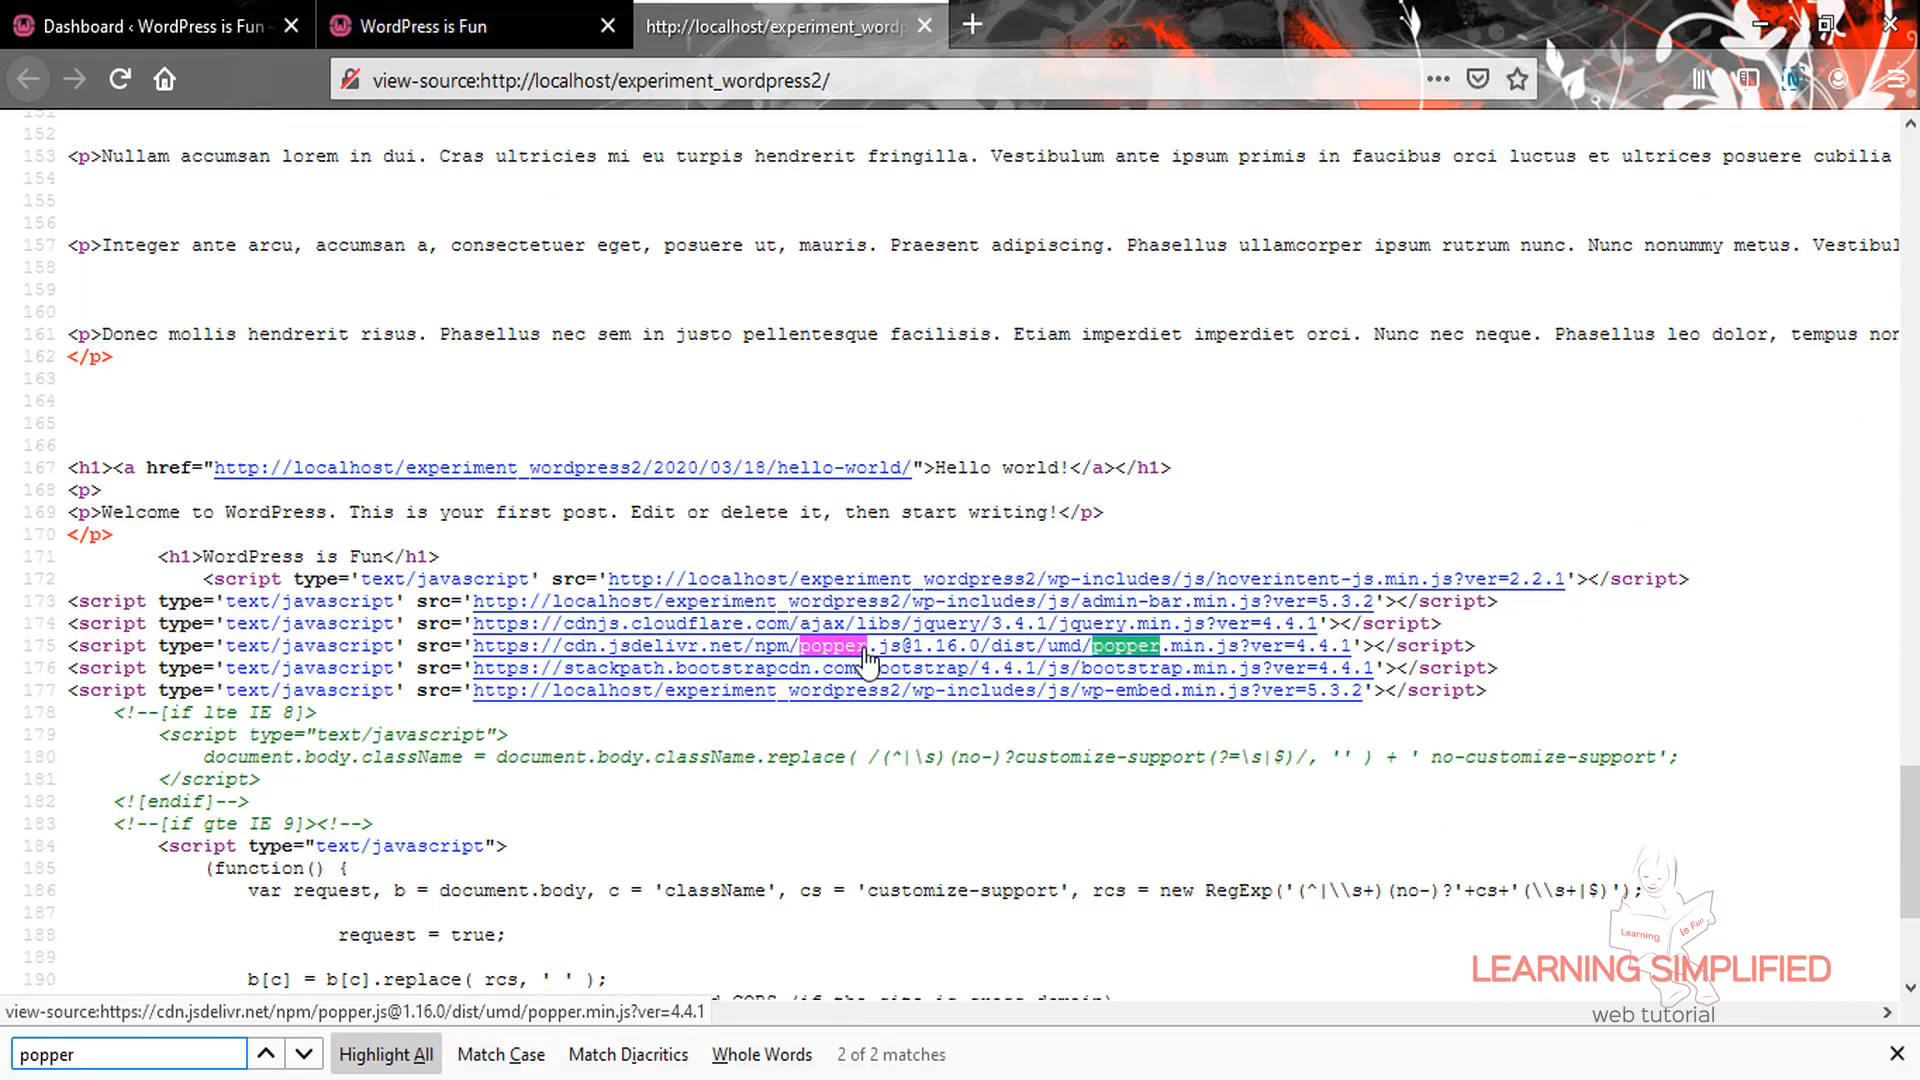 Dashboard ‹ WordPress is Fun -
WordPress is Fun
http://localhost/experiment_wordp
view-source:http://localhost/experiment_wordpress2/
151
152
153 <p>Nullam accumsan lorem in dui. Cras ultricies mi eu turpis hendrerit fringilla. Vestibulum ante ipsum primis in faucibus orci luctus et ultrices posuere cubilia
154
155
156
157 <p>Integer ante arcu, accumsan a, consectetuer eget, posuere ut, mauris. Praesent adipiscing. Phasellus ullamcorper ipsum rutrum nunc. Nunc nonummy metus. Vestibul
158
159
160
161 <p>Donec mollis hendrerit risus. Phasellus nec sem in justo pellentesque facilisis. Etiam imperdiet imperdiet orci. Nunc nec neque. Phasellus leo dolor, tempus non
162 </p>
163
164
165
166
167 <h1><a href="http://localhost/experiment_wordpress2/2020/03/18/hello-world/">Hello world!</a></h1>
168 <p>
169 <p>Welcome to WordPress. This is your first post. Edit or delete it, then start writing!</p>
170 </p>
171 <h1>WordPress is Fun</h1>
172 <script type='text/javascript' src='http://localhost/experiment_wordpress2/wp-includes/js/hoverintent-js.min.js?ver=2.2.1'></script>
173 <script type='text/javascript' src='http://localhost/experiment_wordpress2/wp-includes/js/admin-bar.min.js?ver=5.3.2'></script>
174 <script type='text/javascript' src='https://cdnjs.cloudflare.com/ajax/libs/jquery/3.4.1/jquery.min.js?ver=4.4.1'></script>
175 <script type='text/javascript' src='https://cdn.jsdelivr.net/npm/popper.js@1.16.0/dist/umd/popper.min.js?ver=4.4.1'></script>
176 <script type='text/javascript' src='https://stackpath.bootstrapcdn.com/bootstrap/4.4.1/js/bootstrap.min.js?ver=4.4.1'></script>
177 <script type='text/javascript' src='http://localhost/experiment_wordpress2/wp-includes/js/wp-embed.min.js?ver=5.3.2'></script>
178 <!--[if lte IE 8]>
179 <script type="text/javascript">
180 document.body.className = document.body.className.replace( /(^|\s)(no-)?customize-support(?=\s|$)/, '' ) + ' no-customize-support';
181 </script>
182 <![endif]-->
183 <!--[if gte IE 9]><!-->
184 <script type="text/javascript">
185 (function() {
186 var request, b = document.body, c = 'className', cs = 'customize-support', rcs = new RegExp('(^|\\s+)(no-)?'+cs+'(\\s+|$)');
187
188 request = true;
189
190 b[c] = b[c].replace( rcs, ' ' );
CORS (if the site is cross domain)
Learning is Fun
LEARNING SIMPLIFIED
web tutorial
view-source:https://cdn.jsdelivr.net/npm/popper.js@1.16.0/dist/umd/popper.min.js?ver=4.4.1
popper
Highlight All Match Case Match Diacritics Whole Words 2 of 2 matches